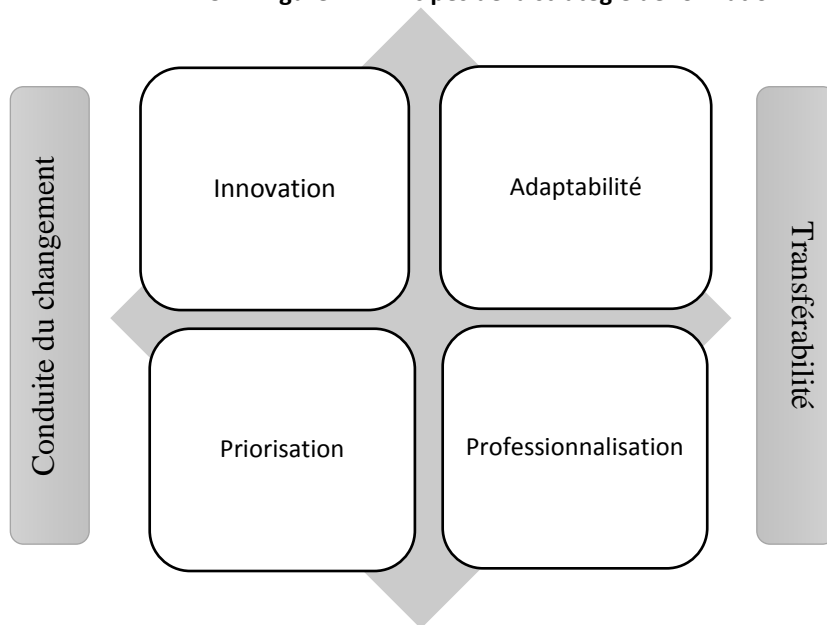 Conduite du changement
Innovation
Adaptabilité
Priorisation
Professionnalisation
Transférabilité